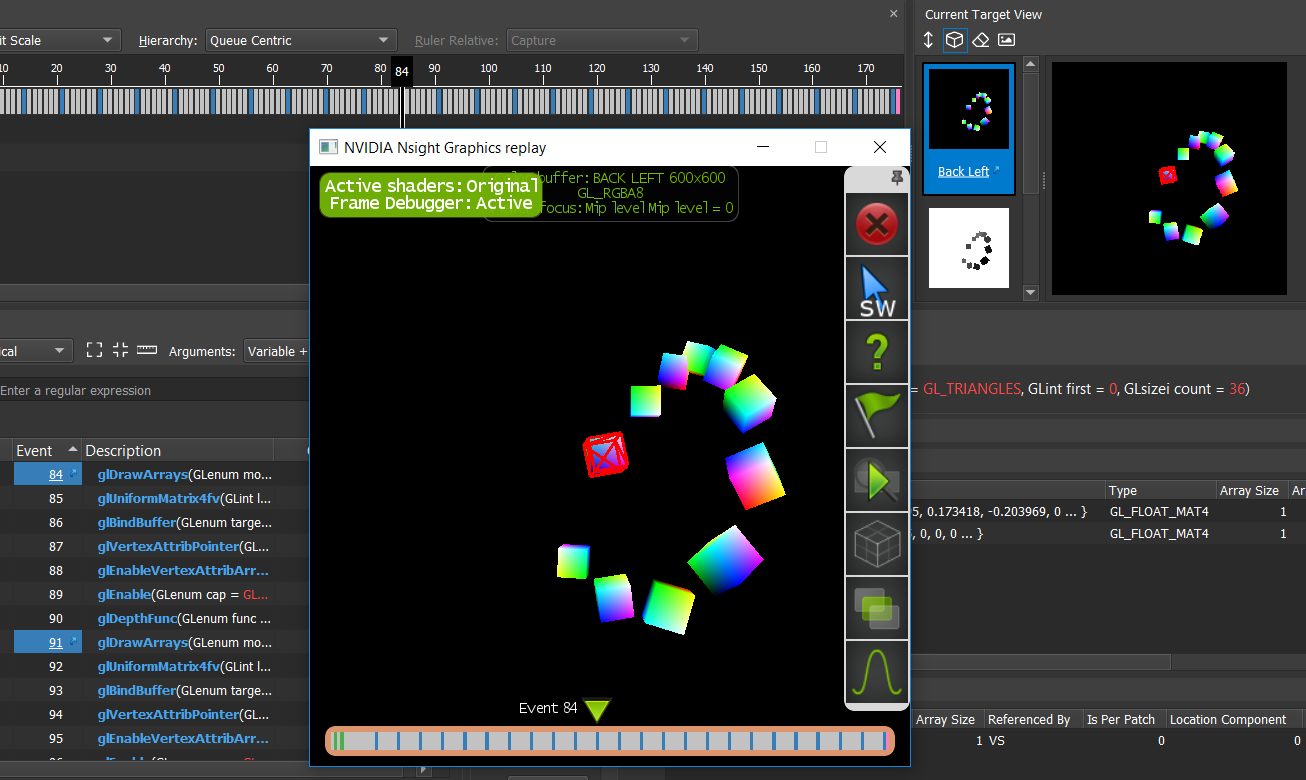 Current Target View
it Scale
Hierarchy: Queue Centric
Ruler Relative: Capture
10 20 30 40 50 60 70 84 90 100 110 120 130 140 150 160 170
NVIDIA Nsight Graphics replay
Active shaders: Original
Frame Debugger: Active
buffer: BACK LEFT 600x600
GL_RGBA8
focus: Mip level Mip level = 0
Back Left
SW
?
ical
Arguments: Variable +
Enter a regular expression
= GL_TRIANGLES, GLint first = 0, GLsizei count = 36)
Event Description
84 glDrawArrays(GLenum mo...
85 glUniformMatrix4fv(GLint l...
86 glBindBuffer(GLenum targe...
87 glVertexAttribPointer(GL...
88 glEnableVertexAttribArr...
89 glEnable(GLenum cap = GL...
90 glDepthFunc(GLenum func ...
91 glDrawArrays(GLenum mo...
92 glUniformMatrix4fv(GLint l...
93 glBindBuffer(GLenum targe...
94 glVertexAttribPointer(GL...
95 glEnableVertexAttribArr...
Type Array Size Ar
5, 0.173418, -0.203969, 0 ... } GL_FLOAT_MAT4 1
, 0, 0, 0 ... } GL_FLOAT_MAT4 1
Event 84
Array Size Referenced By Is Per Patch Location Component
1 VS 0 0